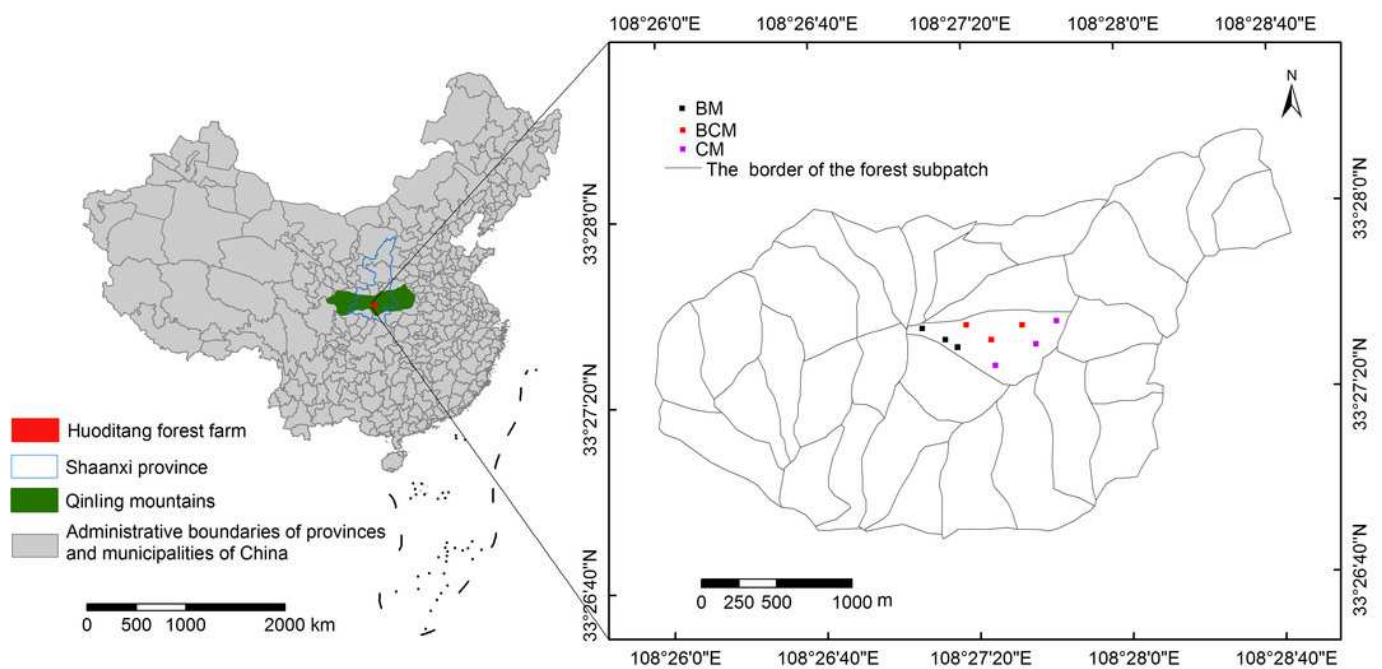 108°26'0"E 108°26'40"E 108°27'20"E 108°28'0"E 108°28'40"E
N
BM
BCM
CM
The border of the forest subpatch
33°28'0"N
33°28'0"N
33°27'20"N
33°27'20"N
33°26'40"N
33°26'40"N
Huoditang forest farm
Shaanxi province
Qinling mountains
Administrative boundaries of provinces
and municipalities of China
0 500 1000 2000 km
0 250 500 1000 m
108°26'0"E 108°26'40"E 108°27'20"E 108°28'0"E 108°28'40"E